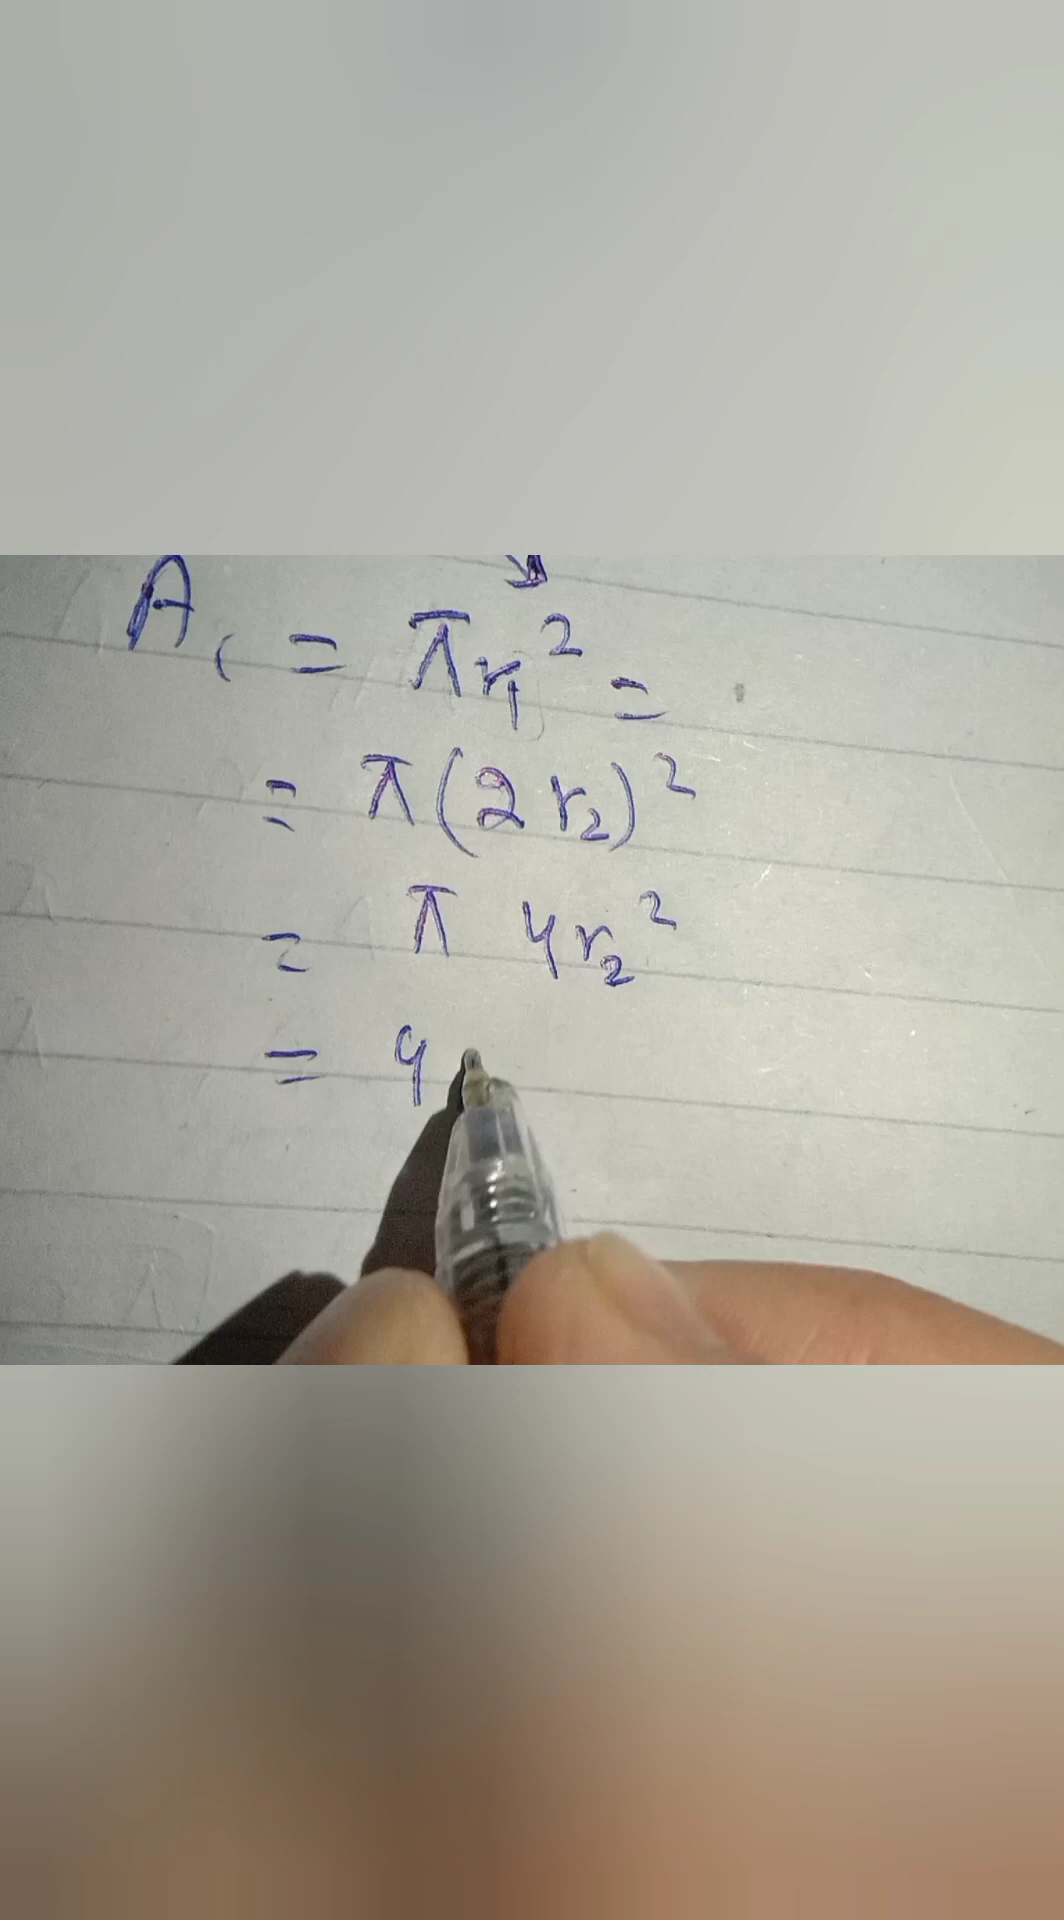 A₁ = πr₁² =
= π(2r₂)²
= π 4r₂²
= 4